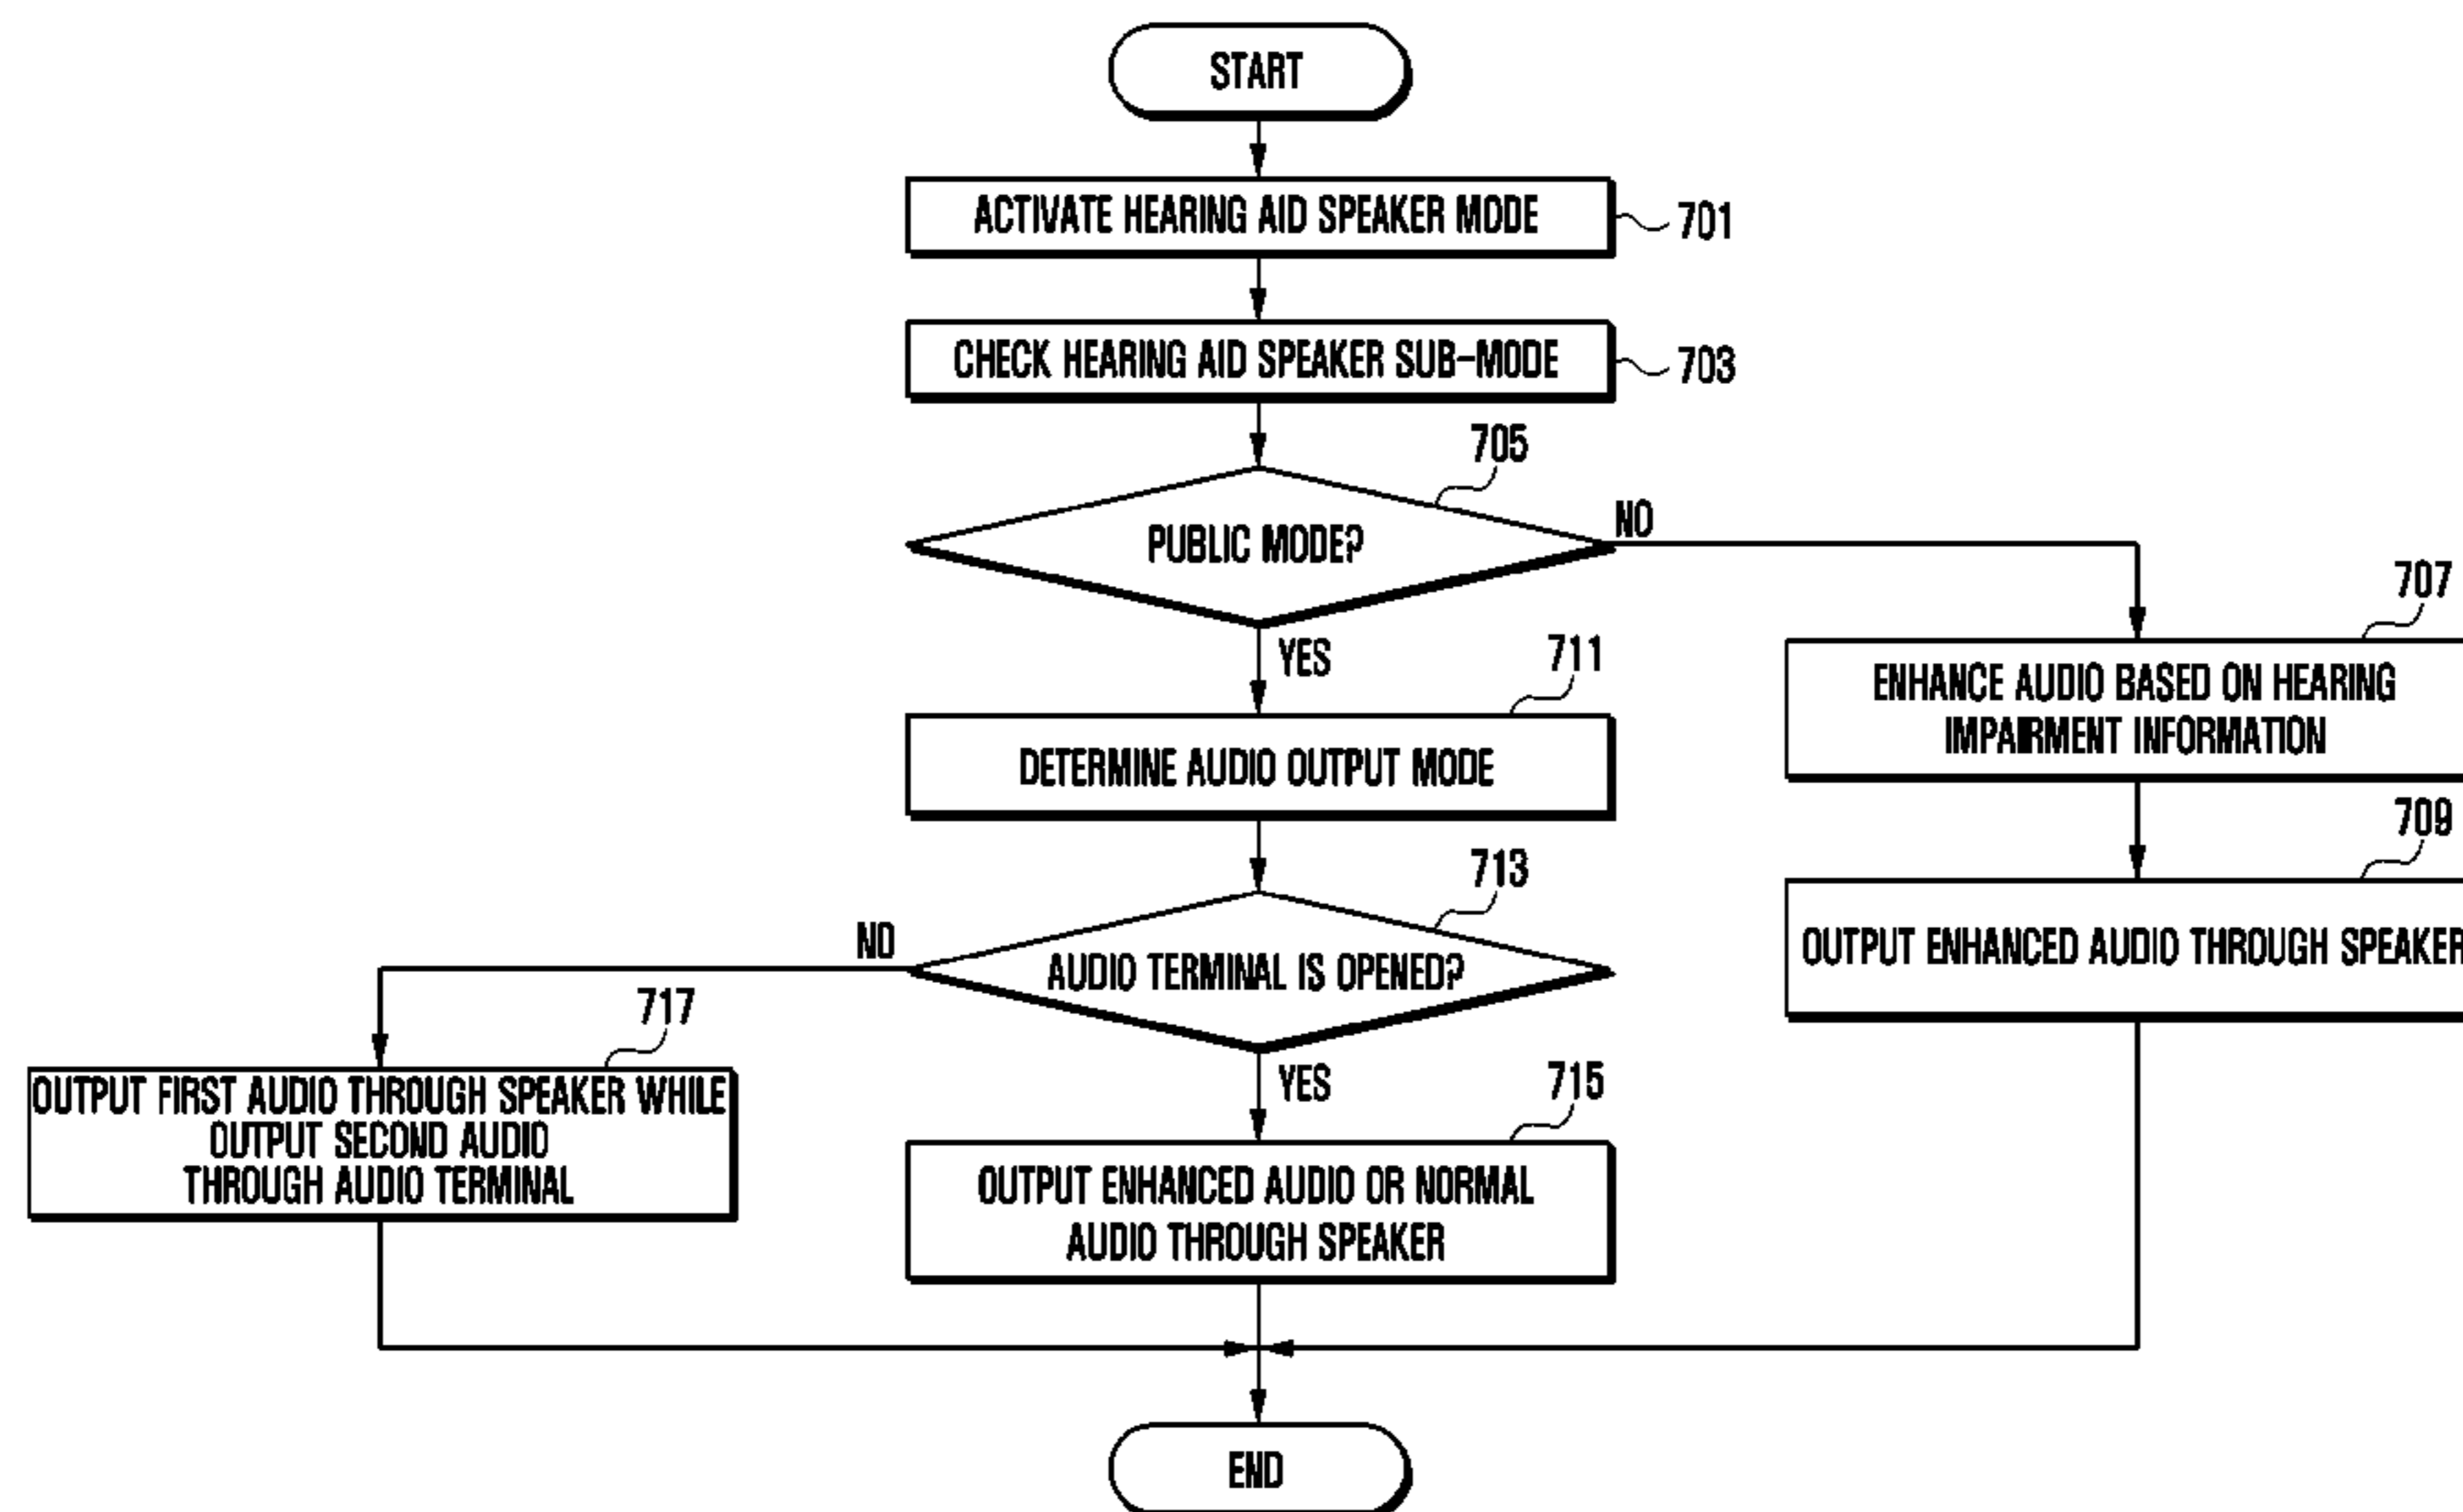 START
ACTIVATE HEARING AID SPEAKER MODE
701
CHECK HEARING AID SPEAKER SUB-MODE
703
705
PUBLIC MODE?
NO
YES
707
ENHANCE AUDIO BASED ON HEARING
IMPAIRMENT INFORMATION
711
DETERMINE AUDIO OUTPUT MODE
709
OUTPUT ENHANCED AUDIO THROUGH SPEAKER
713
AUDIO TERMINAL IS OPENED?
NO
YES
717
OUTPUT FIRST AUDIO THROUGH SPEAKER WHILE
OUTPUT SECOND AUDIO
THROUGH AUDIO TERMINAL
715
OUTPUT ENHANCED AUDIO OR NORMAL
AUDIO THROUGH SPEAKER
END